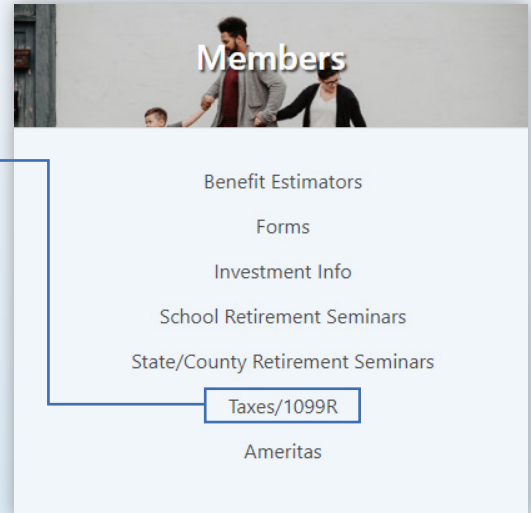 Members
Benefit Estimators
Forms
Investment Info
School Retirement Seminars
State/County Retirement Seminars
Taxes/1099R
Ameritas